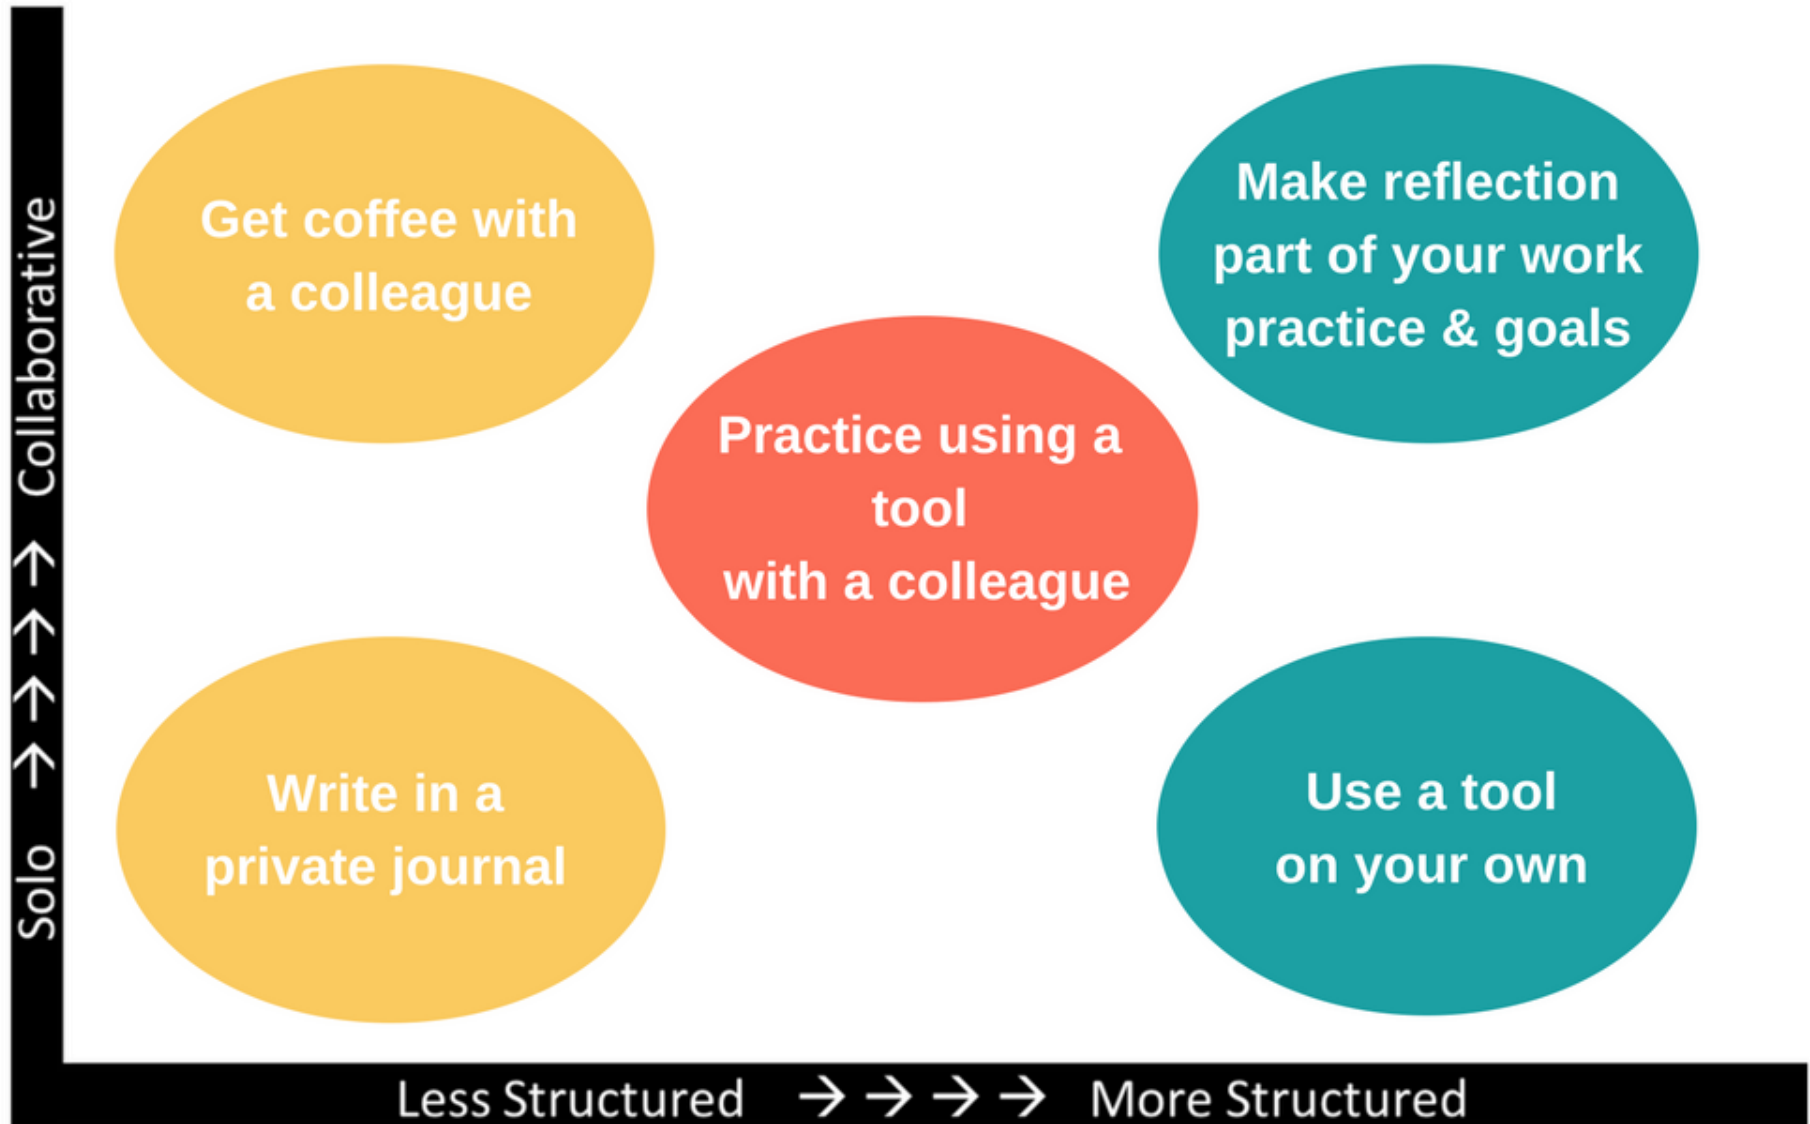 Get coffee with
a colleague
Make reflection
part of your work
practice & goals
Practice using a
tool
with a colleague
Write in a
private journal
Use a tool
on your own
Solo → → → → Collaborative
Less Structured → → → → More Structured